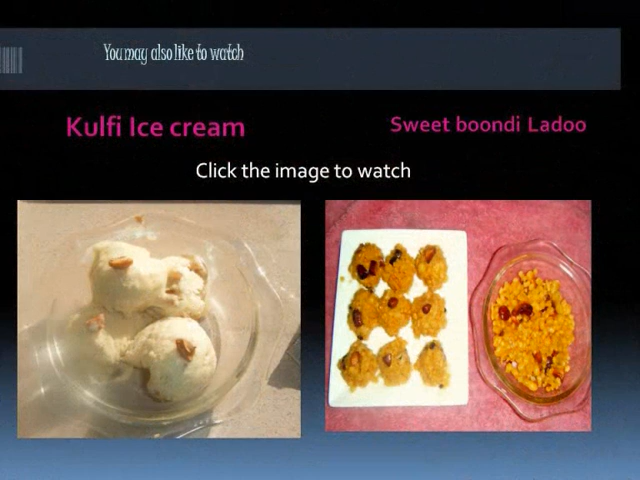 You may also like to watch
Kulfi Ice cream
Sweet boondi Ladoo
Click the image to watch